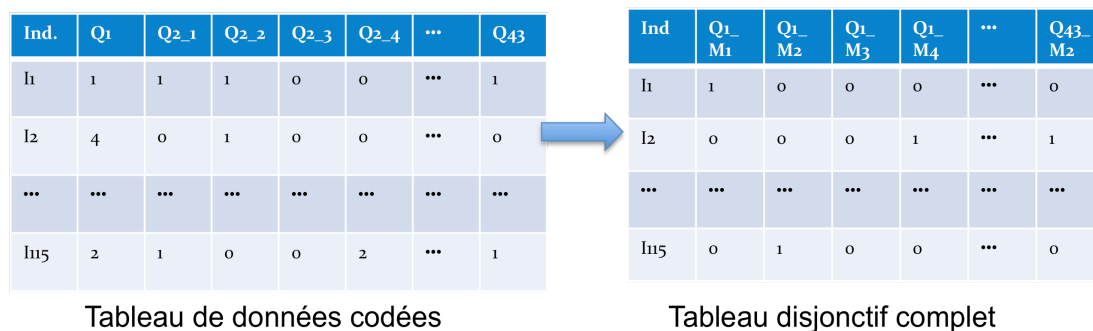 Ind. Q1 Q2_1 Q2_2 Q2_3 Q2_4 ... Q43
I1 1 1 1 0 0 ... 1
I2 4 0 1 0 0 ... 0
... ... ... ... ... ... ... ...
I115 2 1 0 0 2 ... 1
Tableau de données codées
Ind Q1_ Q1_ Q1_ Q1_ ... Q43_
M1 M2 M3 M4 M2
I1 1 0 0 0 ... 0
I2 0 0 0 1 ... 1
... ... ... ... ... ... ...
I115 0 1 0 0 ... 0
Tableau disjonctif complet